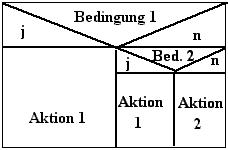 Bedingung 1
j
n
Bed. 2
j
n
Aktion 1
Aktion
1
Aktion
2